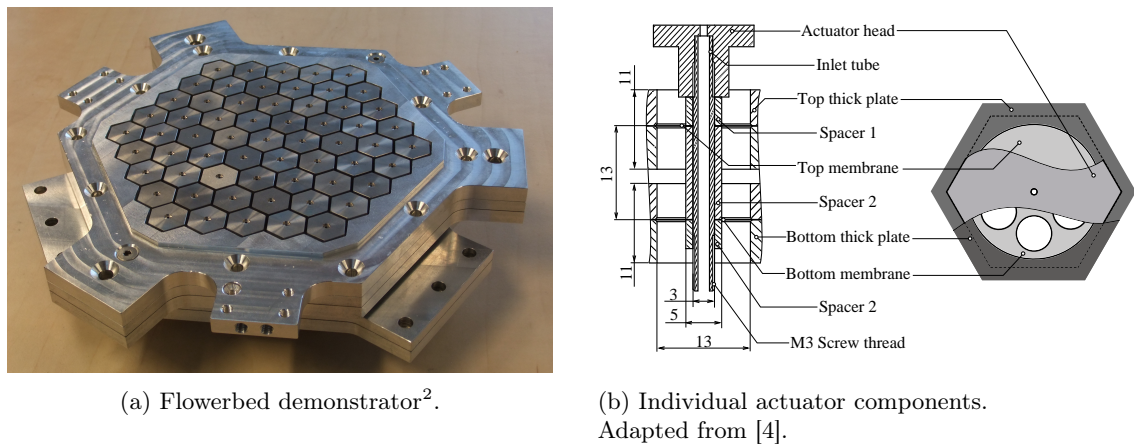 Actuator head
Inlet tube
Top thick plate
Spacer 1
Top membrane
Spacer 2
Bottom thick plate
Bottom membrane
Spacer 2
M3 Screw thread
11
13
11
3
5
13
(a) Flowerbed demonstrator².
(b) Individual actuator components.
Adapted from [4].